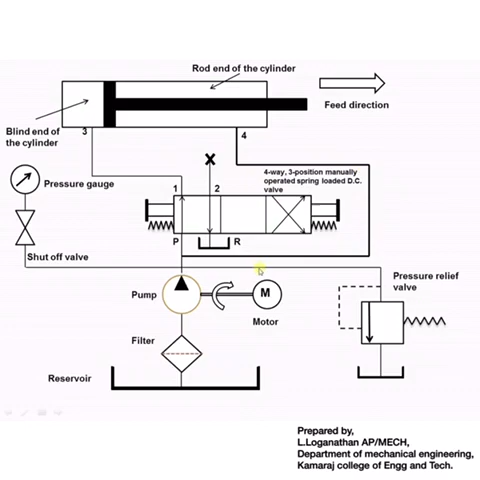 Rod end of the cylinder
Feed direction
Blind end of
the cylinder
3
4
4-way, 3-position manually
operated spring loaded D.C.
valve
Pressure gauge
1
2
P
R
Shut off valve
Pressure relief
valve
Pump
M
Motor
Filter
Reservoir
Prepared by,
L.Loganathan AP/MECH,
Department of mechanical engineering,
Kamaraj college of Engg and Tech.